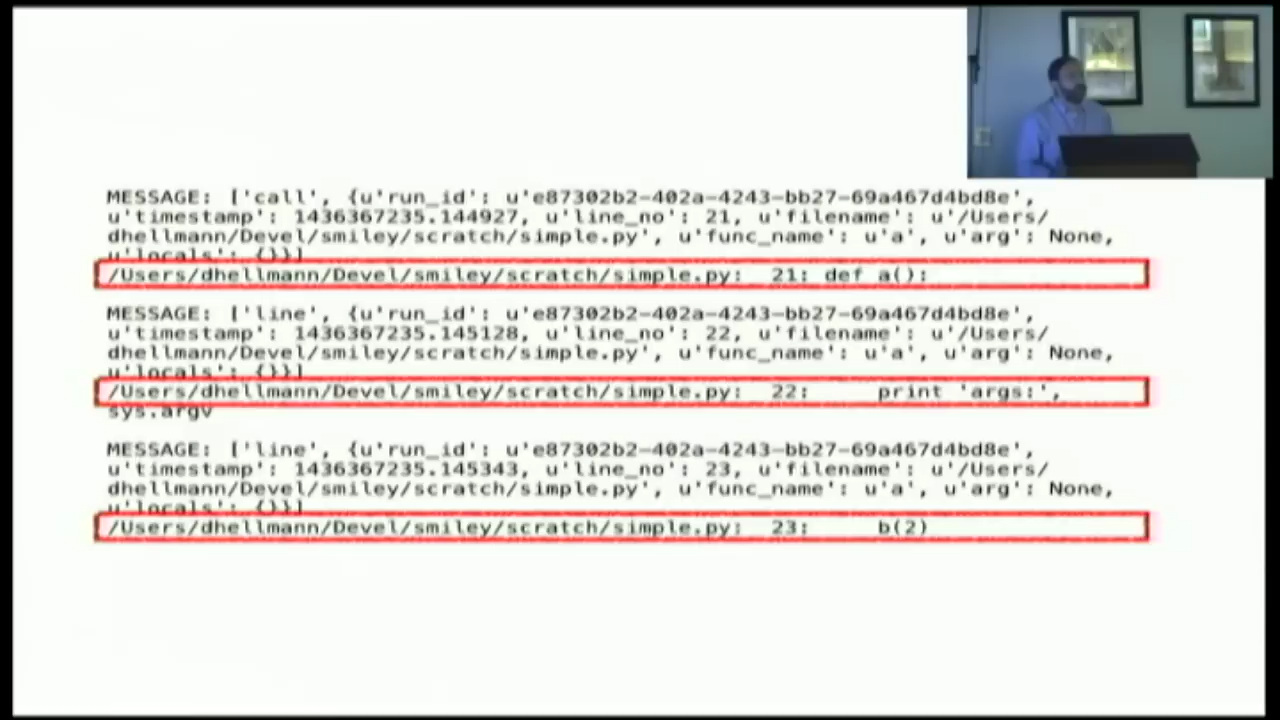 MESSAGE: ['call', {u'run_id': u'e87302b2-402a-4243-bb27-69a467d4bd8e',
u'timestamp': 1436367235.144927, u'line_no': 21, u'filename': u'/Users/
dhellmann/Devel/smiley/scratch/simple.py', u'func_name': u'a', u'arg': None,
u'locals': {}}]
/Users/dhellmann/Devel/smiley/scratch/simple.py:  21: def a():
MESSAGE: ['line', {u'run_id': u'e87302b2-402a-4243-bb27-69a467d4bd8e',
u'timestamp': 1436367235.145128, u'line_no': 22, u'filename': u'/Users/
dhellmann/Devel/smiley/scratch/simple.py', u'func_name': u'a', u'arg': None,
u'locals': {}}]
/Users/dhellmann/Devel/smiley/scratch/simple.py:  22:     print 'args:',
sys.argv
MESSAGE: ['line', {u'run_id': u'e87302b2-402a-4243-bb27-69a467d4bd8e',
u'timestamp': 1436367235.145343, u'line_no': 23, u'filename': u'/Users/
dhellmann/Devel/smiley/scratch/simple.py', u'func_name': u'a', u'arg': None,
u'locals': {}}]
/Users/dhellmann/Devel/smiley/scratch/simple.py:  23:     b(2)